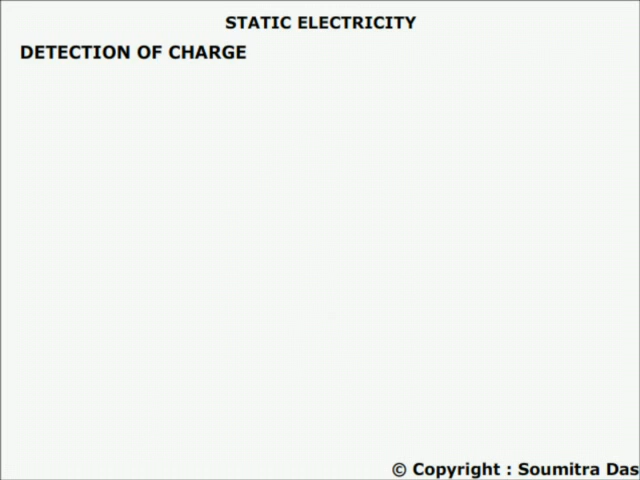 STATIC ELECTRICITY
DETECTION OF CHARGE
© Copyright : Soumitra Das